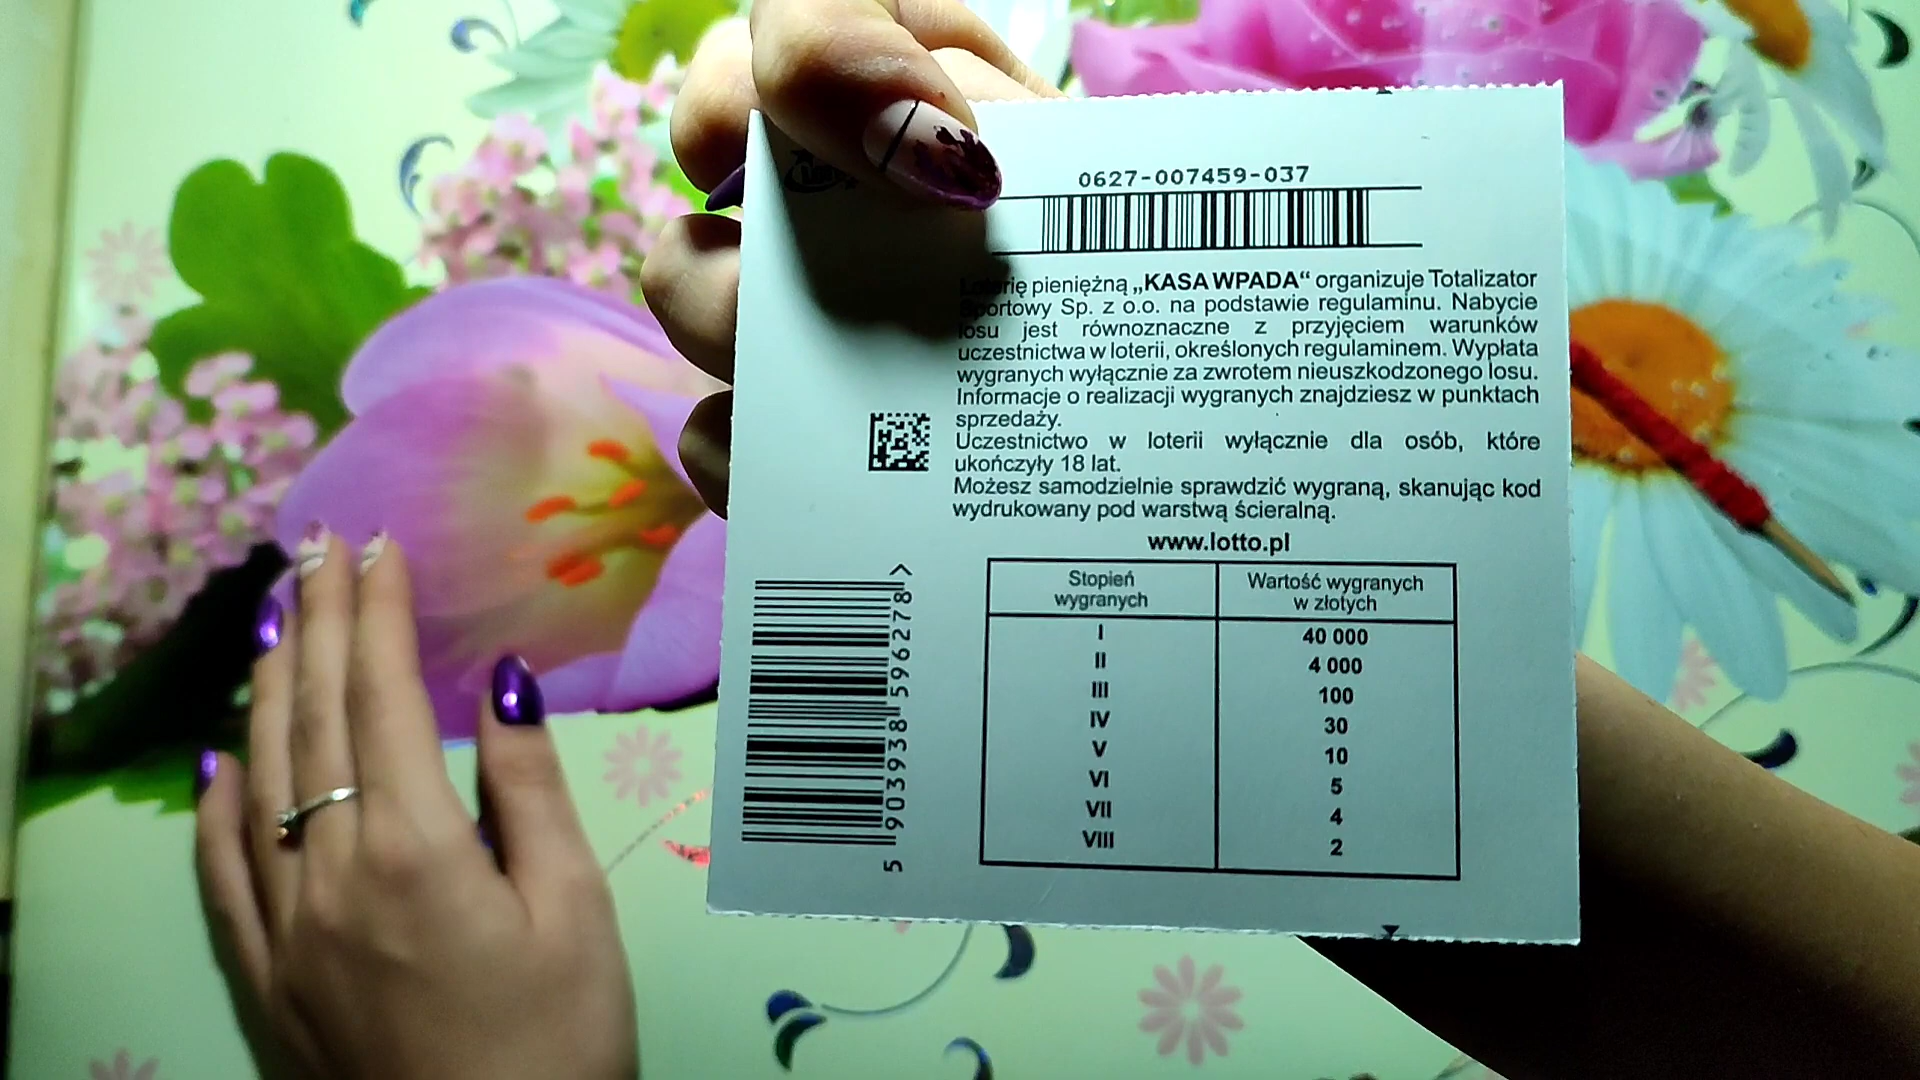 0627-007459-037
Loterię pieniężną „KASA WPADA“ organizuje Totalizator
Sportowy Sp. z o.o. na podstawie regulaminu. Nabycie
losu jest równoznaczne z przyjęciem warunków
uczestnictwa w loterii, określonych regulaminem. Wypłata
wygranych wyłącznie za zwrotem nieuszkodzonego losu.
Informacje o realizacji wygranych znajdziesz w punktach
sprzedaży.
Uczestnictwo w loterii wyłącznie dla osób, które
ukończyły 18 lat.
Możesz samodzielnie sprawdzić wygraną, skanując kod
wydrukowany pod warstwą ścieralną.
www.lotto.pl
Stopień wygranych Wartość wygranych w złotych
I 40 000
II 4 000
III 100
IV 30
V 10
VI 5
VII 4
VIII 2
5 903938 596278 >